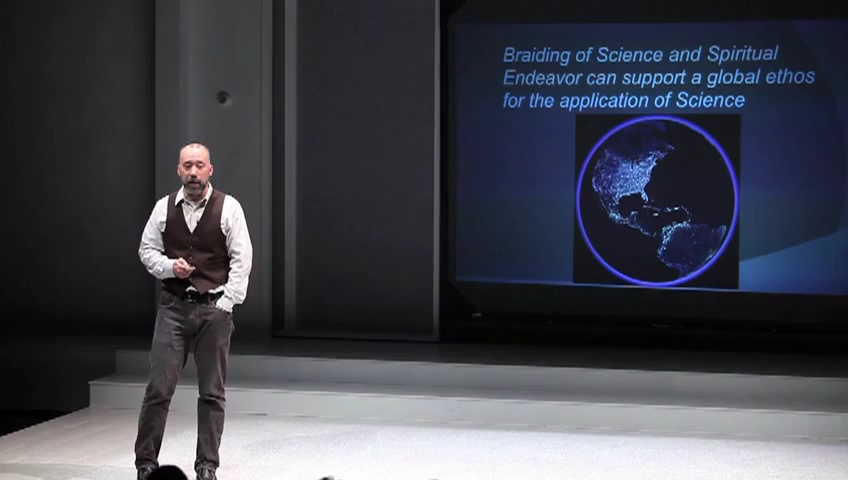 Braiding of Science and Spiritual
Endeavor can support a global ethos
for the application of Science